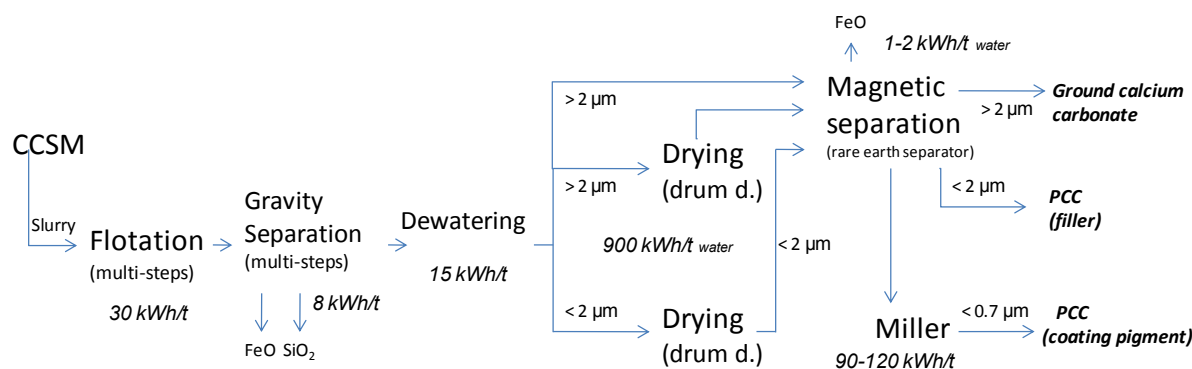 FeO
1-2 kWh/t water
Magnetic
separation
(rare earth separator)
> 2 µm
Ground calcium
carbonate
> 2 µm
CCSM
Drying
(drum d.)
> 2 µm
< 2 µm
PCC
(filler)
Slurry
Flotation
(multi-steps)
30 kWh/t
Gravity
Separation
(multi-steps)
8 kWh/t
FeO SiO₂
Dewatering
15 kWh/t
900 kWh/t water
< 2 µm
< 2 µm
Drying
(drum d.)
Miller
90-120 kWh/t
< 0.7 µm
PCC
(coating pigment)